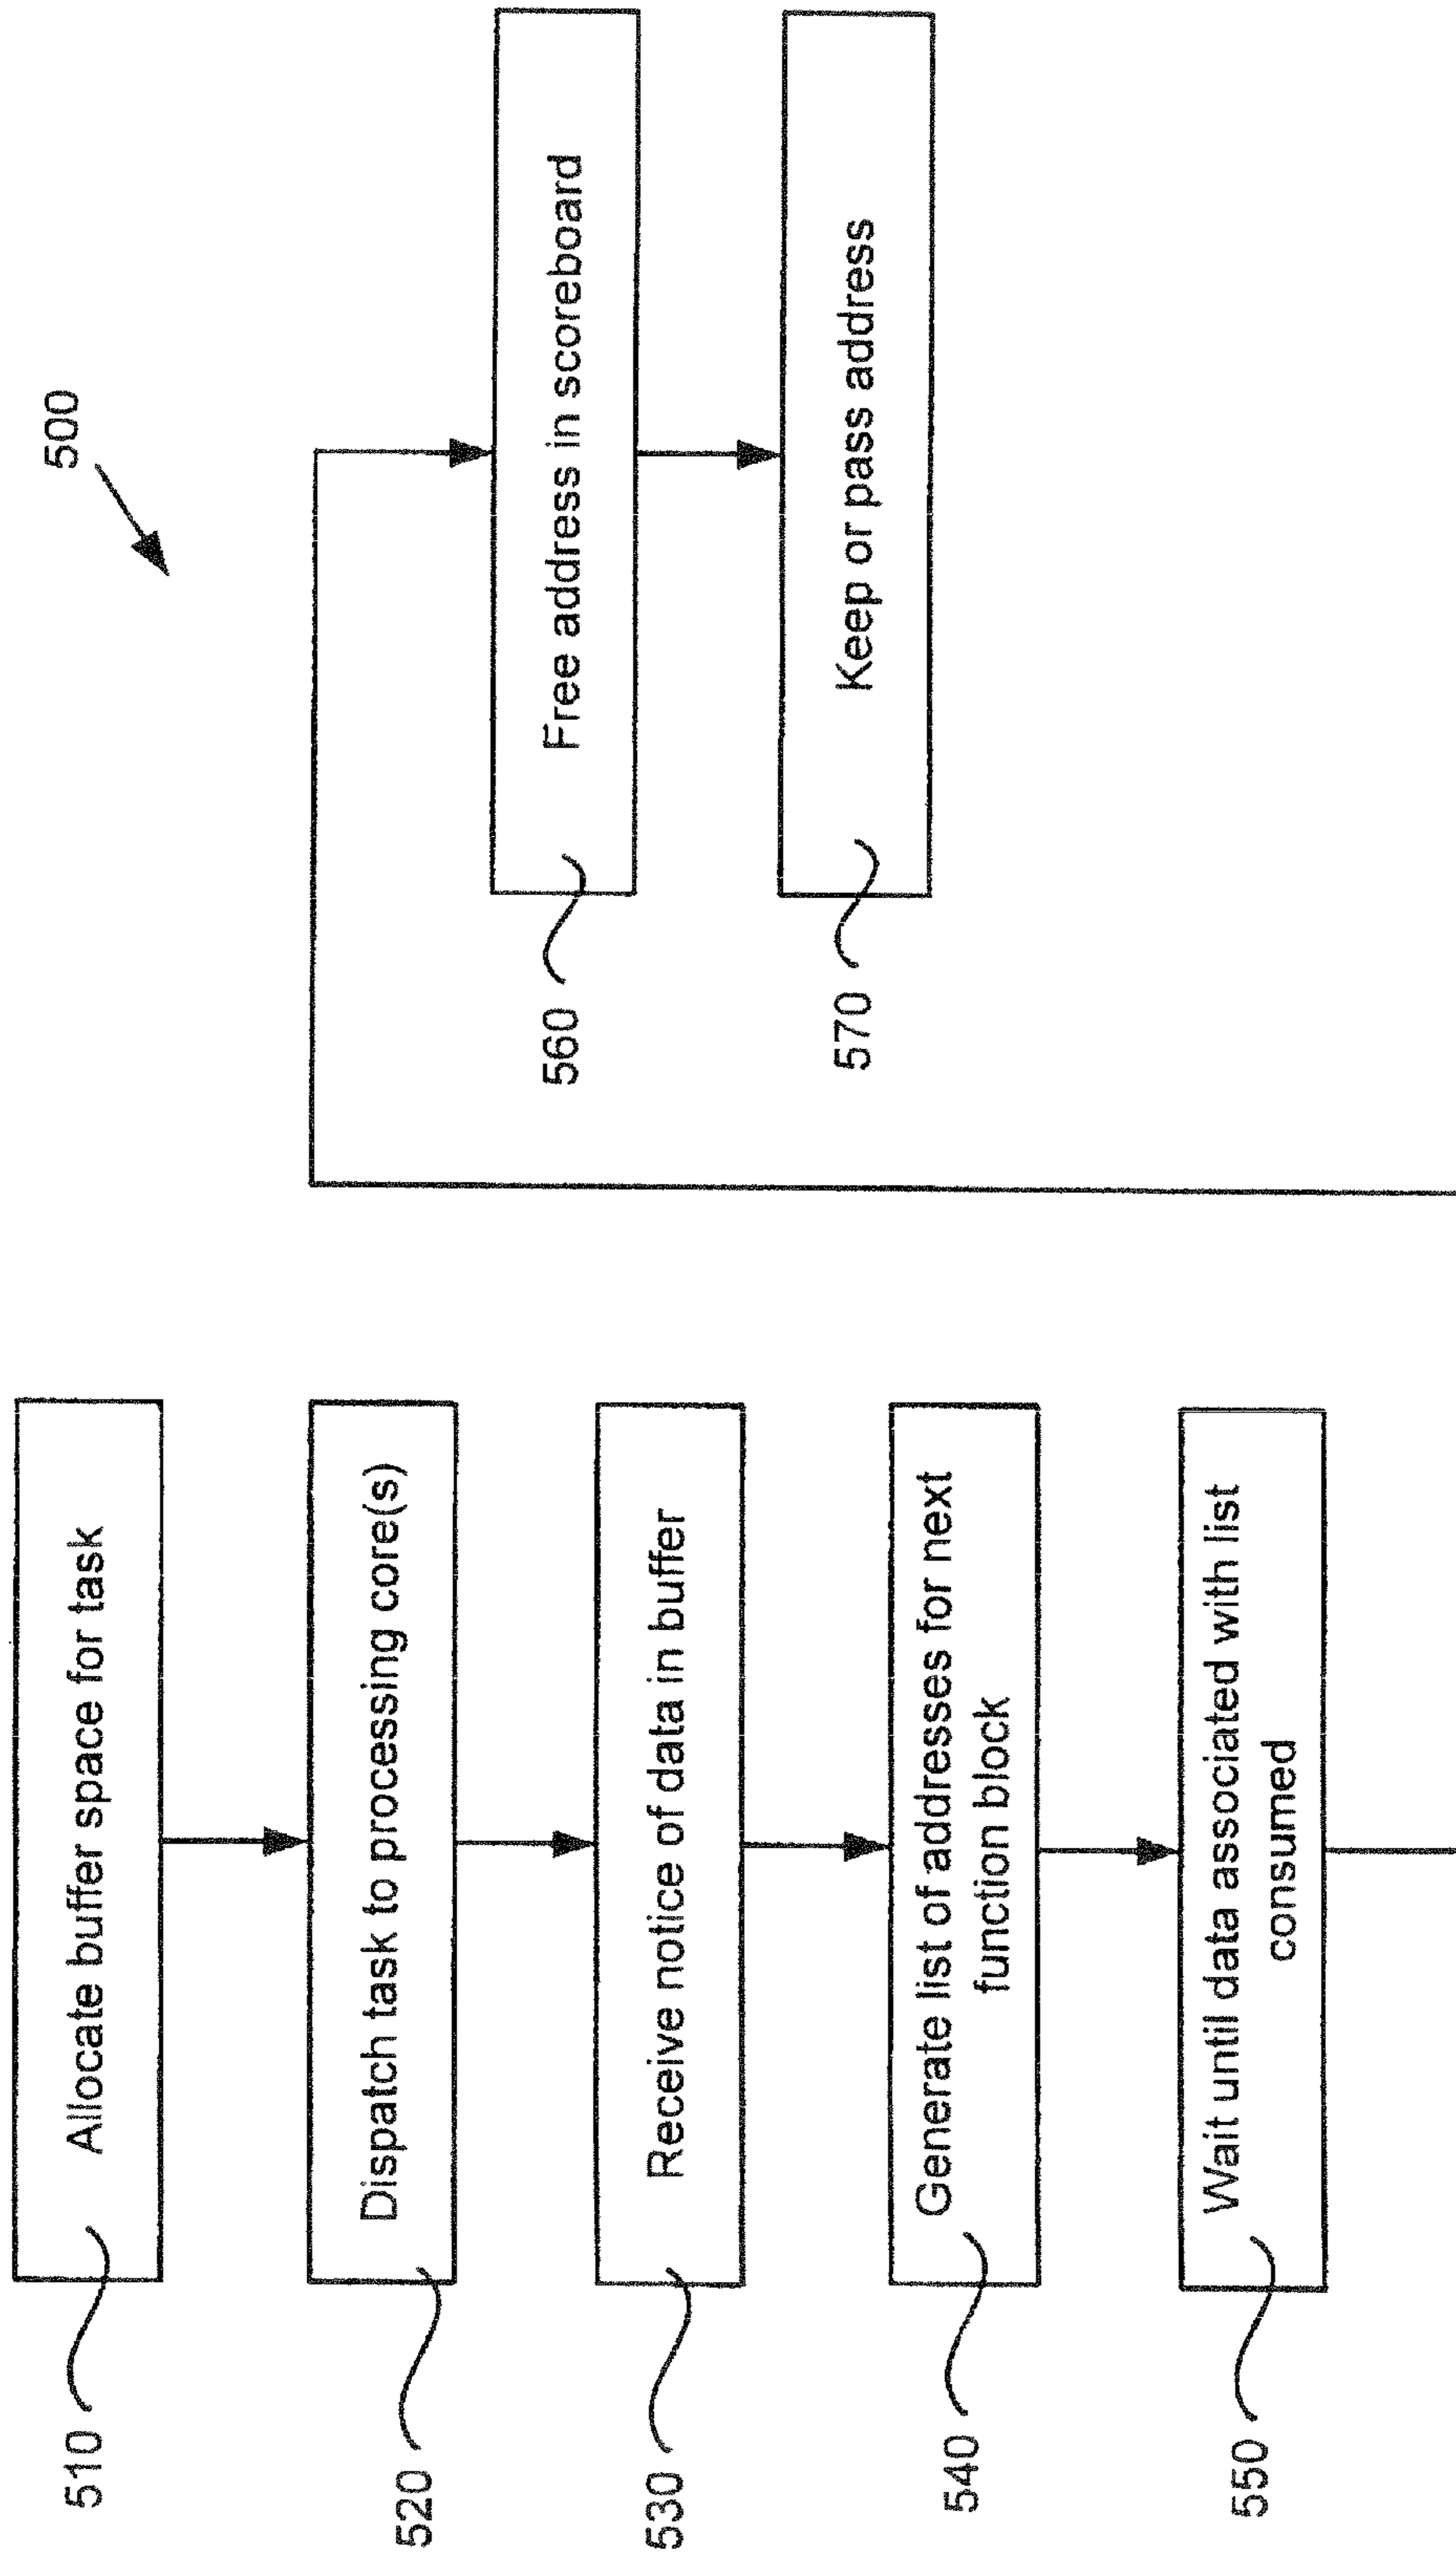 500
510
Allocate buffer space for task
520
Dispatch task to processing core(s)
530
Receive notice of data in buffer
540
Generate list of addresses for next
function block
550
Wait until data associated with list
consumed
560
Free address in scoreboard
570
Keep or pass address